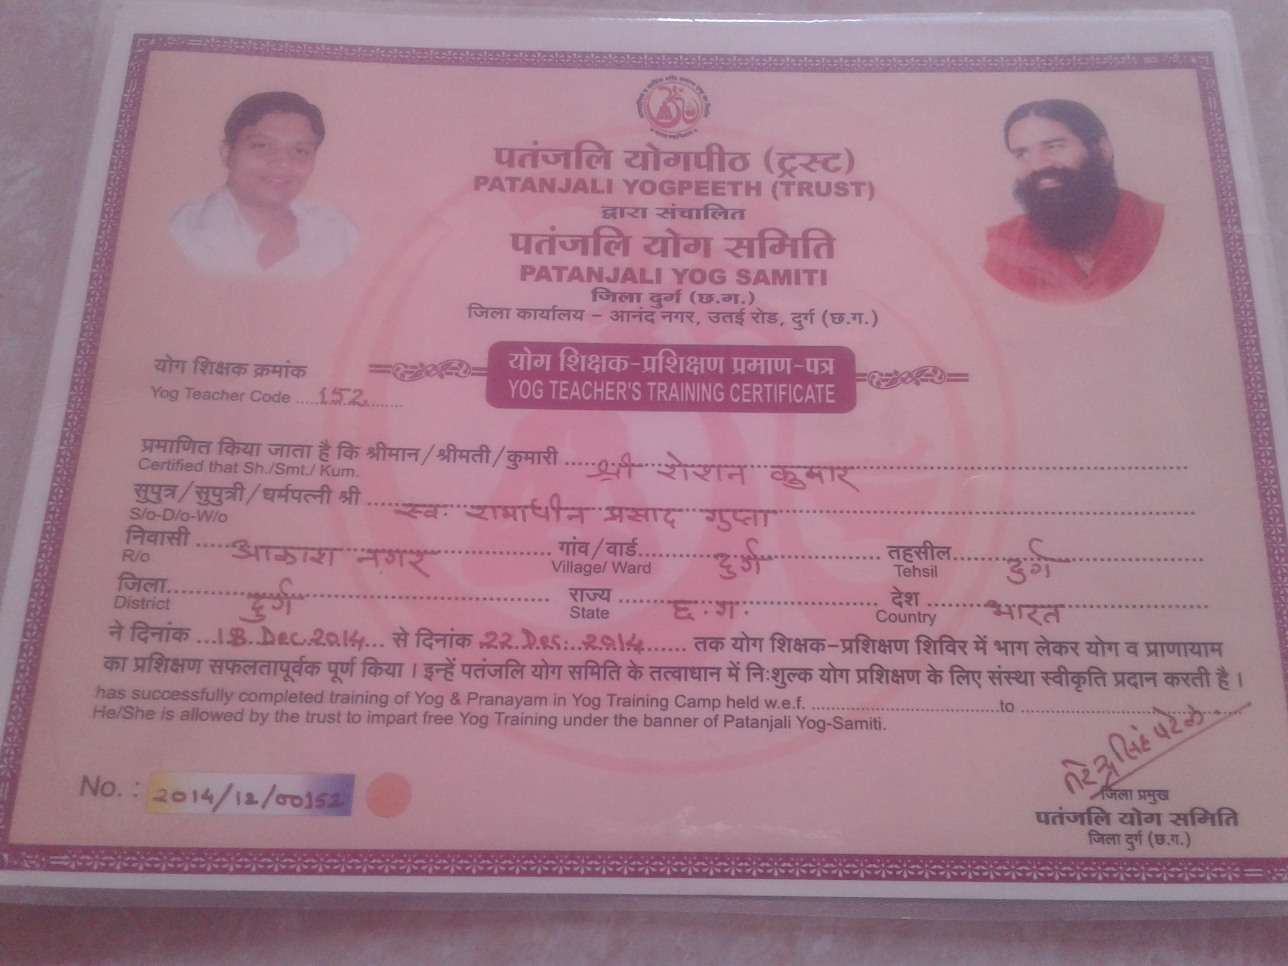 पतंजलि योगपीठ (ट्रस्ट)
PATANJALI YOGPEETH (TRUST)
द्वारा संचालित
पतंजलि योग समिति
PATANJALI YOG SAMITI
जिला दुर्ग (छ.ग.)
जिला कार्यालय – आनंद नगर, उतई रोड, दुर्ग (छ.ग.)
योग शिक्षक-प्रशिक्षण प्रमाण-पत्र
YOG TEACHER'S TRAINING CERTIFICATE
योग शिक्षक क्रमांक
Yog Teacher Code ....152..........
प्रमाणित किया जाता है कि श्रीमान/श्रीमती/कुमारी ..... श्री रोशन कुमार
Certified that Sh./Smt./ Kum.
सुपुत्र/सुपुत्री/धर्मपत्नी श्री ..... स्वः रामाधीन प्रसाद गुप्ता
S/o-D/o-W/o
निवासी ..... आकाश नगर ..... गांव/वार्ड..... दुर्ग ..... तहसील..... दुर्ग
R/o Village/ Ward Tehsil
जिला..... दुर्ग ..... राज्य ..... छ.ग. ..... देश ..... भारत
District State Country
ने दिनांक ...18.Dec.2014... से दिनांक 22.Dec..2014....... तक योग शिक्षक-प्रशिक्षण शिविर में भाग लेकर योग व प्राणायाम
का प्रशिक्षण सफलतापूर्वक पूर्ण किया । इन्हें पतंजलि योग समिति के तत्वाधान में निःशुल्क योग प्रशिक्षण के लिए संस्था स्वीकृति प्रदान करती है ।
has successfully completed training of Yog & Pranayam in Yog Training Camp held w.e.f. ..................................to ..................................
He/She is allowed by the trust to impart free Yog Training under the banner of Patanjali Yog-Samiti.
No. : 2014/12/00152
जिला प्रमुख
पतंजलि योग समिति
जिला दुर्ग (छ.ग.)